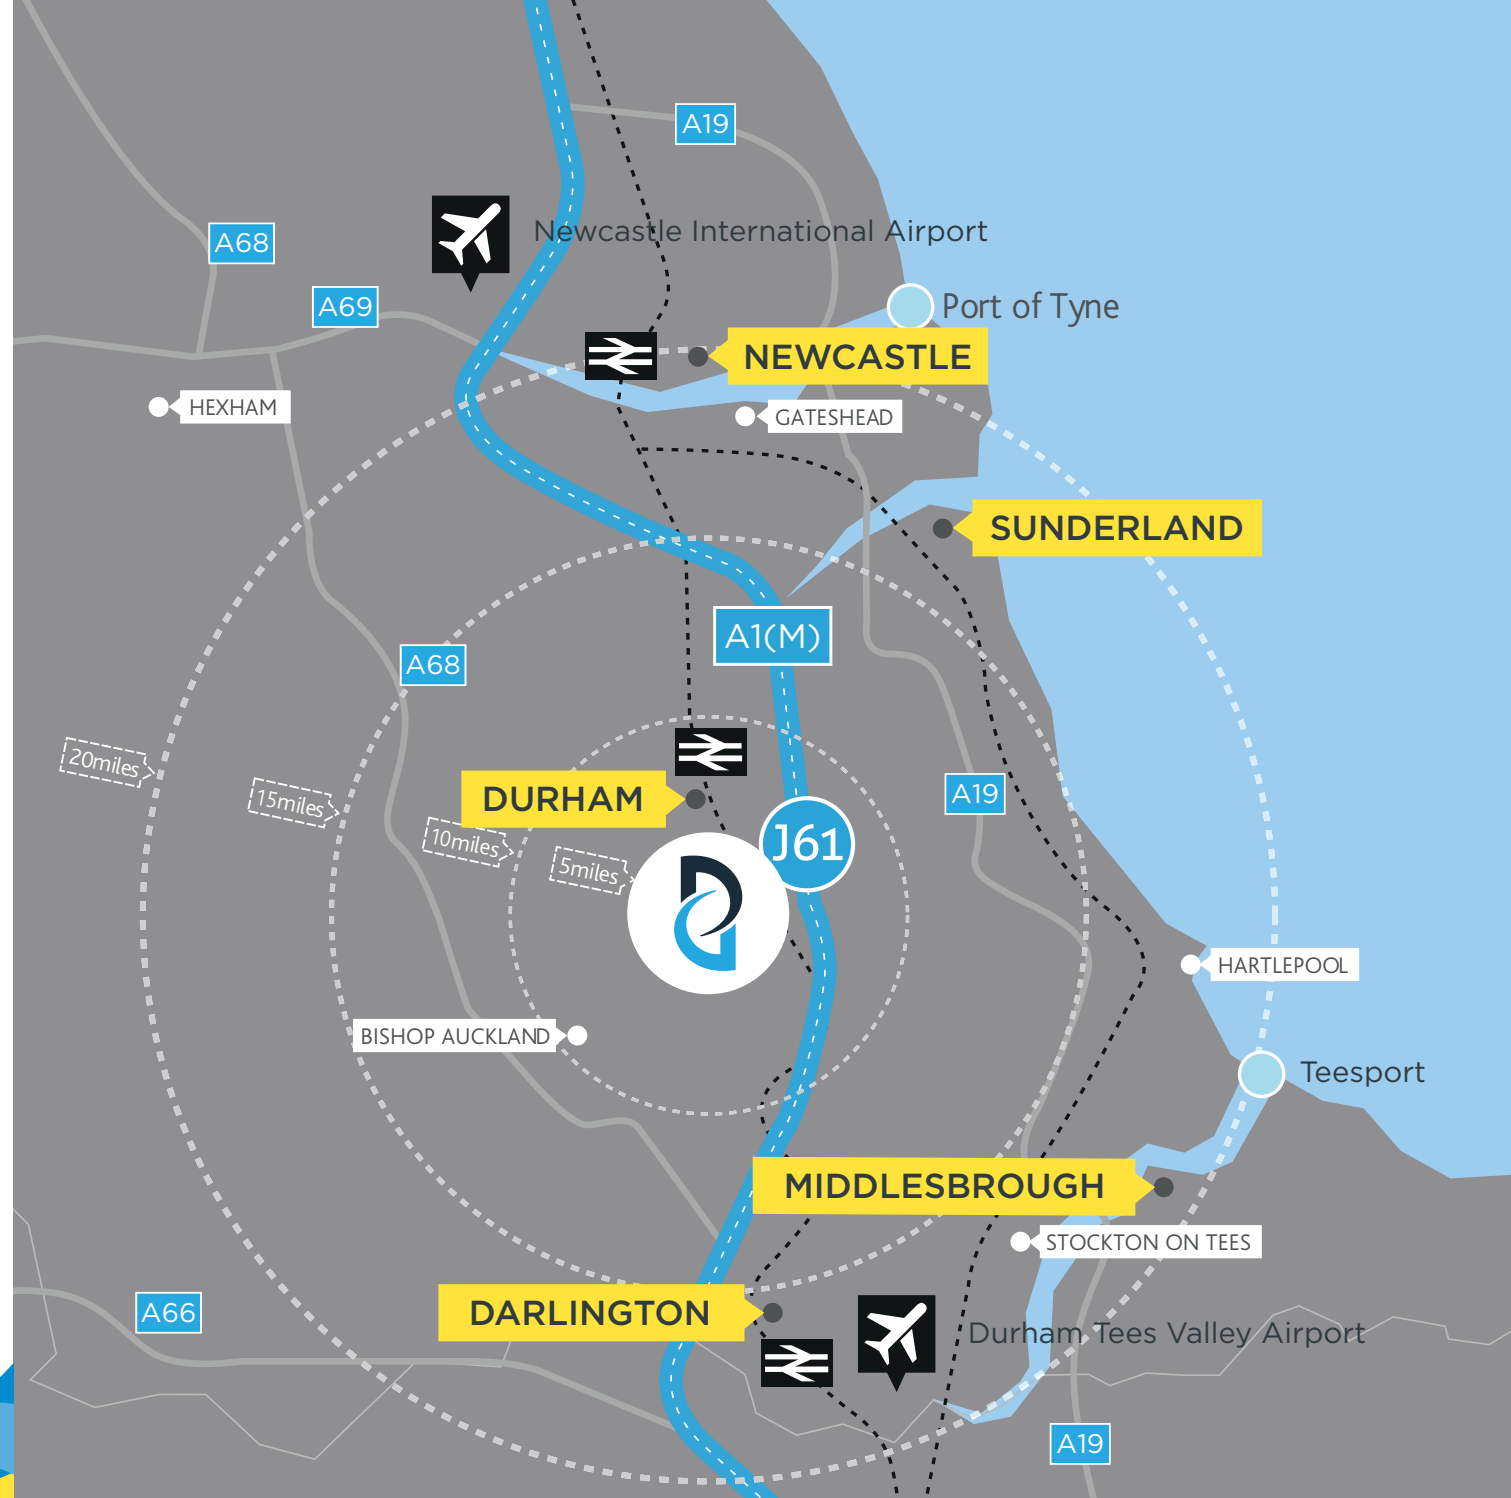 A19
Newcastle International Airport
A68
A69
Port of Tyne
NEWCASTLE
HEXHAM
GATESHEAD
SUNDERLAND
A1(M)
A68
20miles
15miles
10miles
5miles
DURHAM
A19
J61
HARTLEPOOL
BISHOP AUCKLAND
Teesport
MIDDLESBROUGH
STOCKTON ON TEES
A66
DARLINGTON
Durham Tees Valley Airport
A19